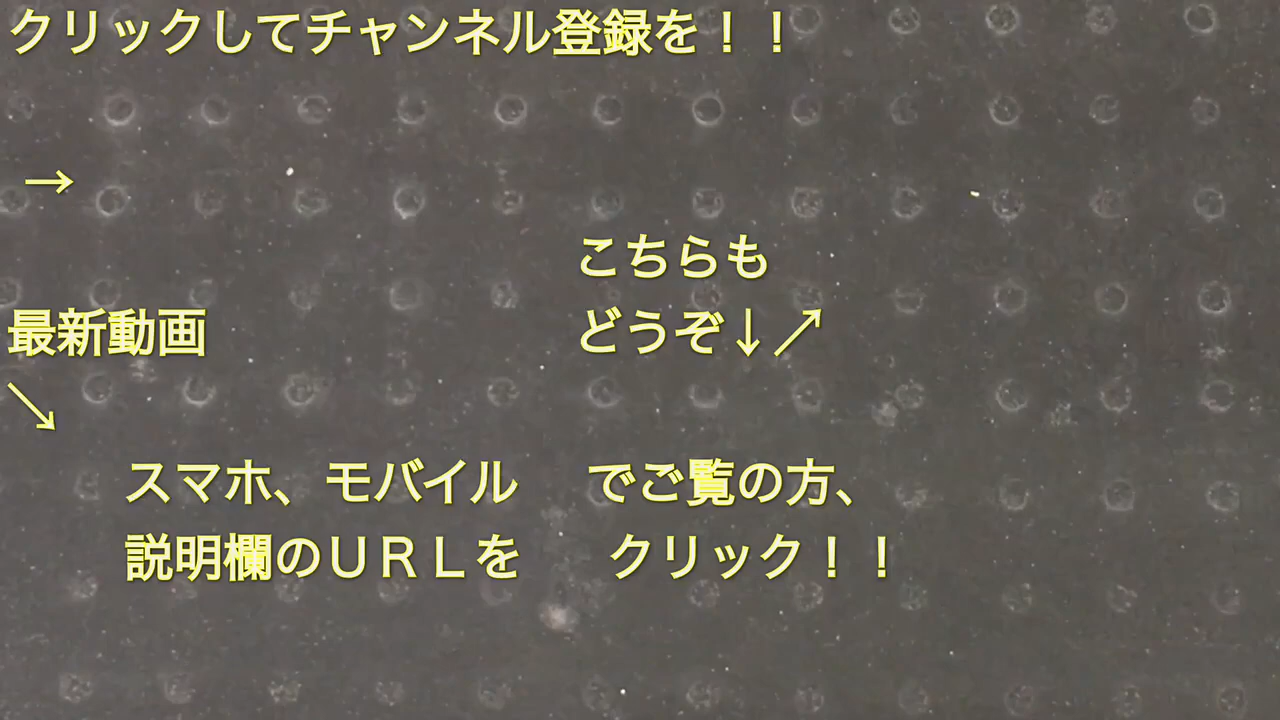 クリックしてチャンネル登録を！！
→
こちらも
どうぞ↓↗
最新動画
↘
スマホ、モバイル　でご覧の方、
説明欄のＵＲＬを　クリック！！